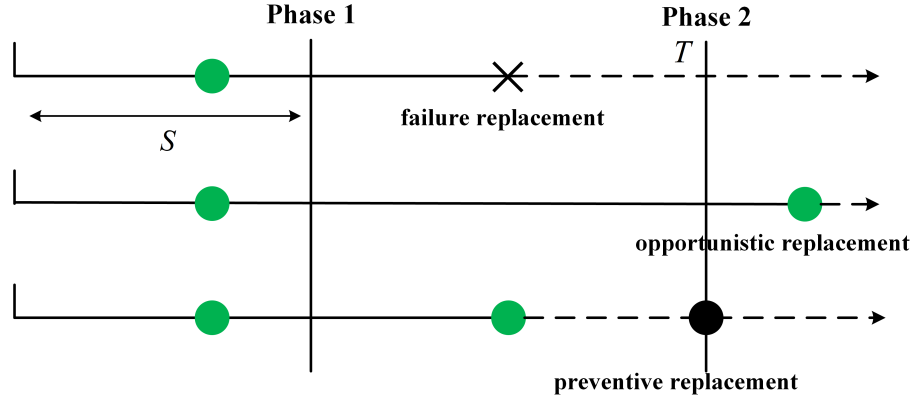 Phase 1
Phase 2
T
failure replacement
S
opportunistic replacement
preventive replacement